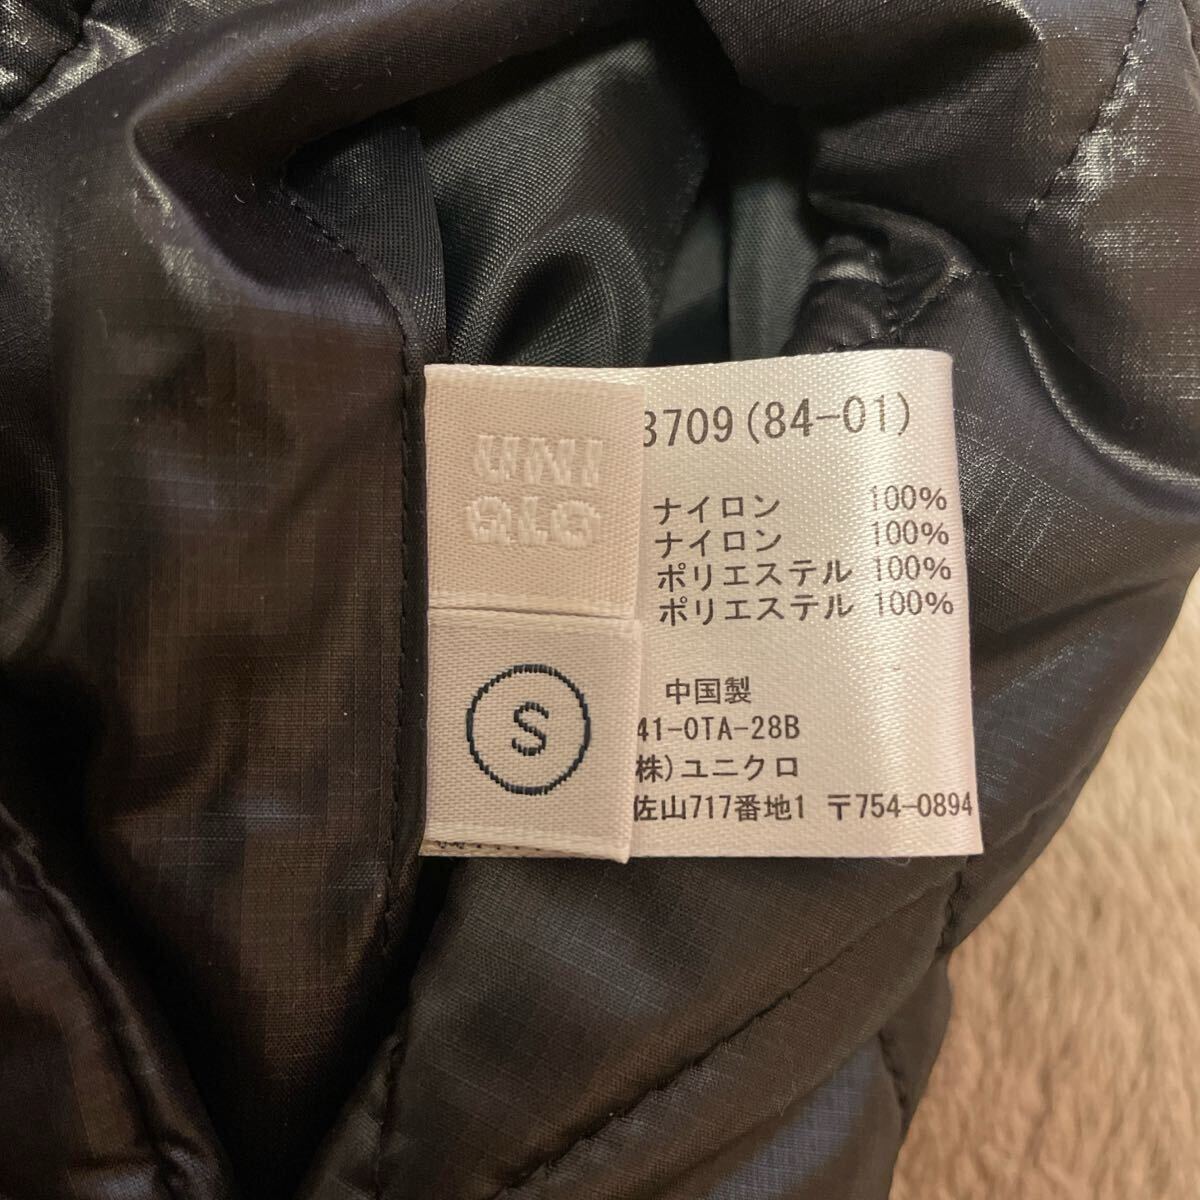 UNI
QLO
S
3709(84-01)
ナイロン 100%
ナイロン 100%
ポリエステル 100%
ポリエステル 100%
中国製
41-OTA-28B
株)ユニクロ
佐山717番地1 〒754-0894